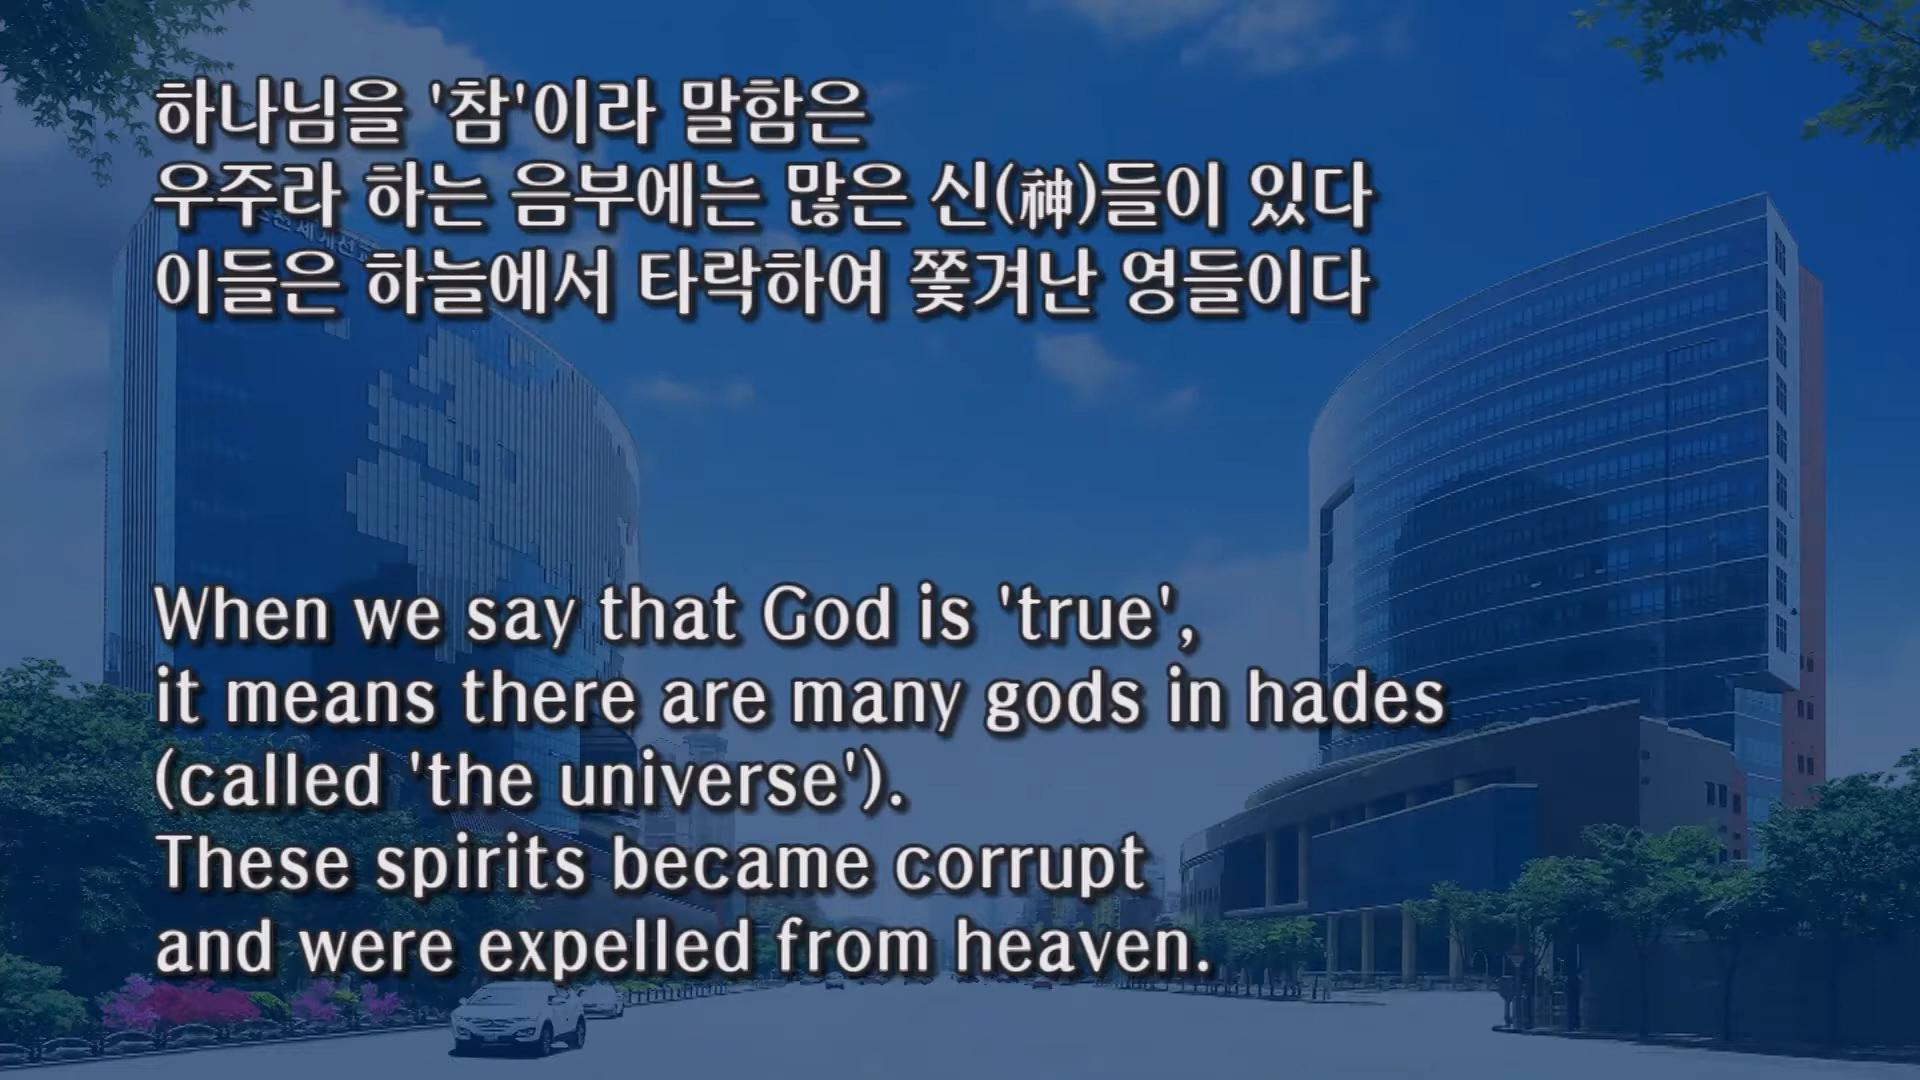 하나님을 '참'이라 말함은
우주라 하는 음부에는 많은 신(神)들이 있다
이들은 하늘에서 타락하여 쫓겨난 영들이다
When we say that God is 'true',
it means there are many gods in hades
(called 'the universe').
These spirits became corrupt
and were expelled from heaven.